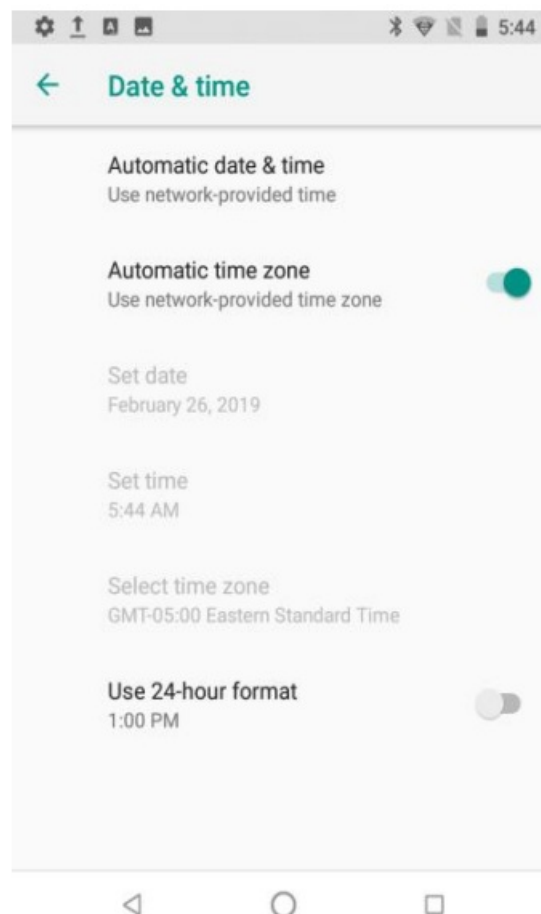 5:44
Date & time
Automatic date & time
Use network-provided time
Automatic time zone
Use network-provided time zone
Set date
February 26, 2019
Set time
5:44 AM
Select time zone
GMT-05:00 Eastern Standard Time
Use 24-hour format
1:00 PM